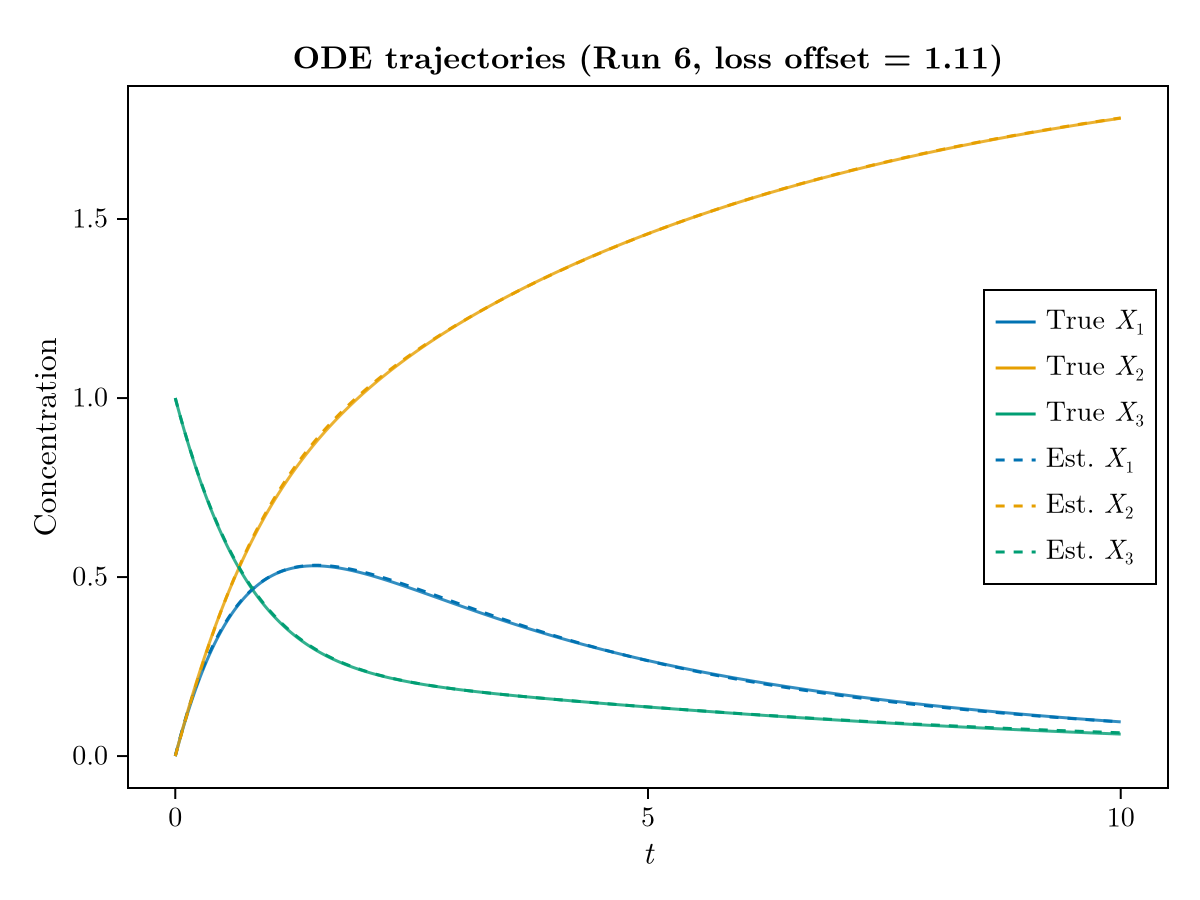 ODE trajectories (Run 6, loss offset = 1.11)
Concentration
1.5
1.0
0.5
0.0
0 5 10
t
True X₁
True X₂
True X₃
Est. X₁
Est. X₂
Est. X₃